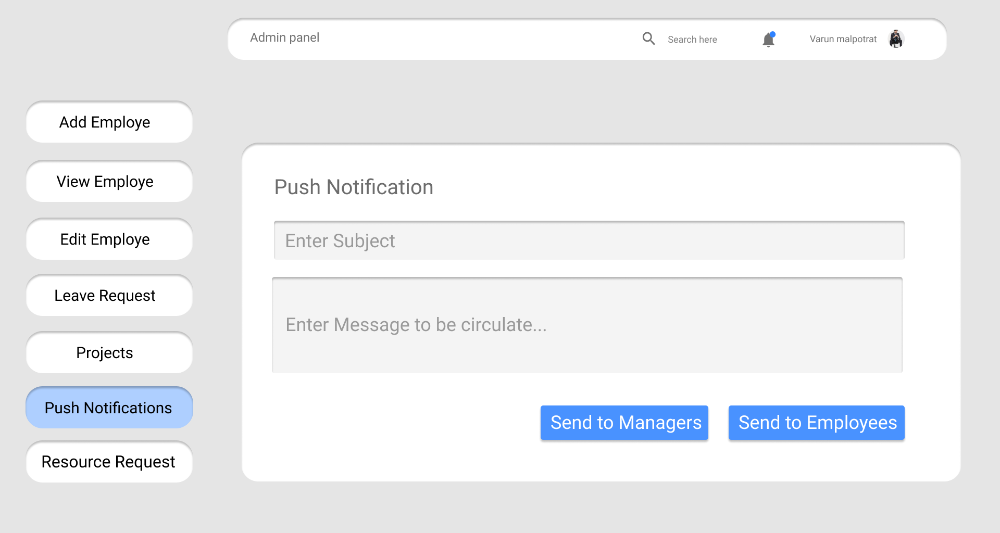 Admin panel
Search here
Varun malpotrat
Add Employe
View Employe
Edit Employe
Leave Request
Projects
Push Notifications
Resource Request
Push Notification
Enter Subject
Enter Message to be circulate...
Send to Managers
Send to Employees